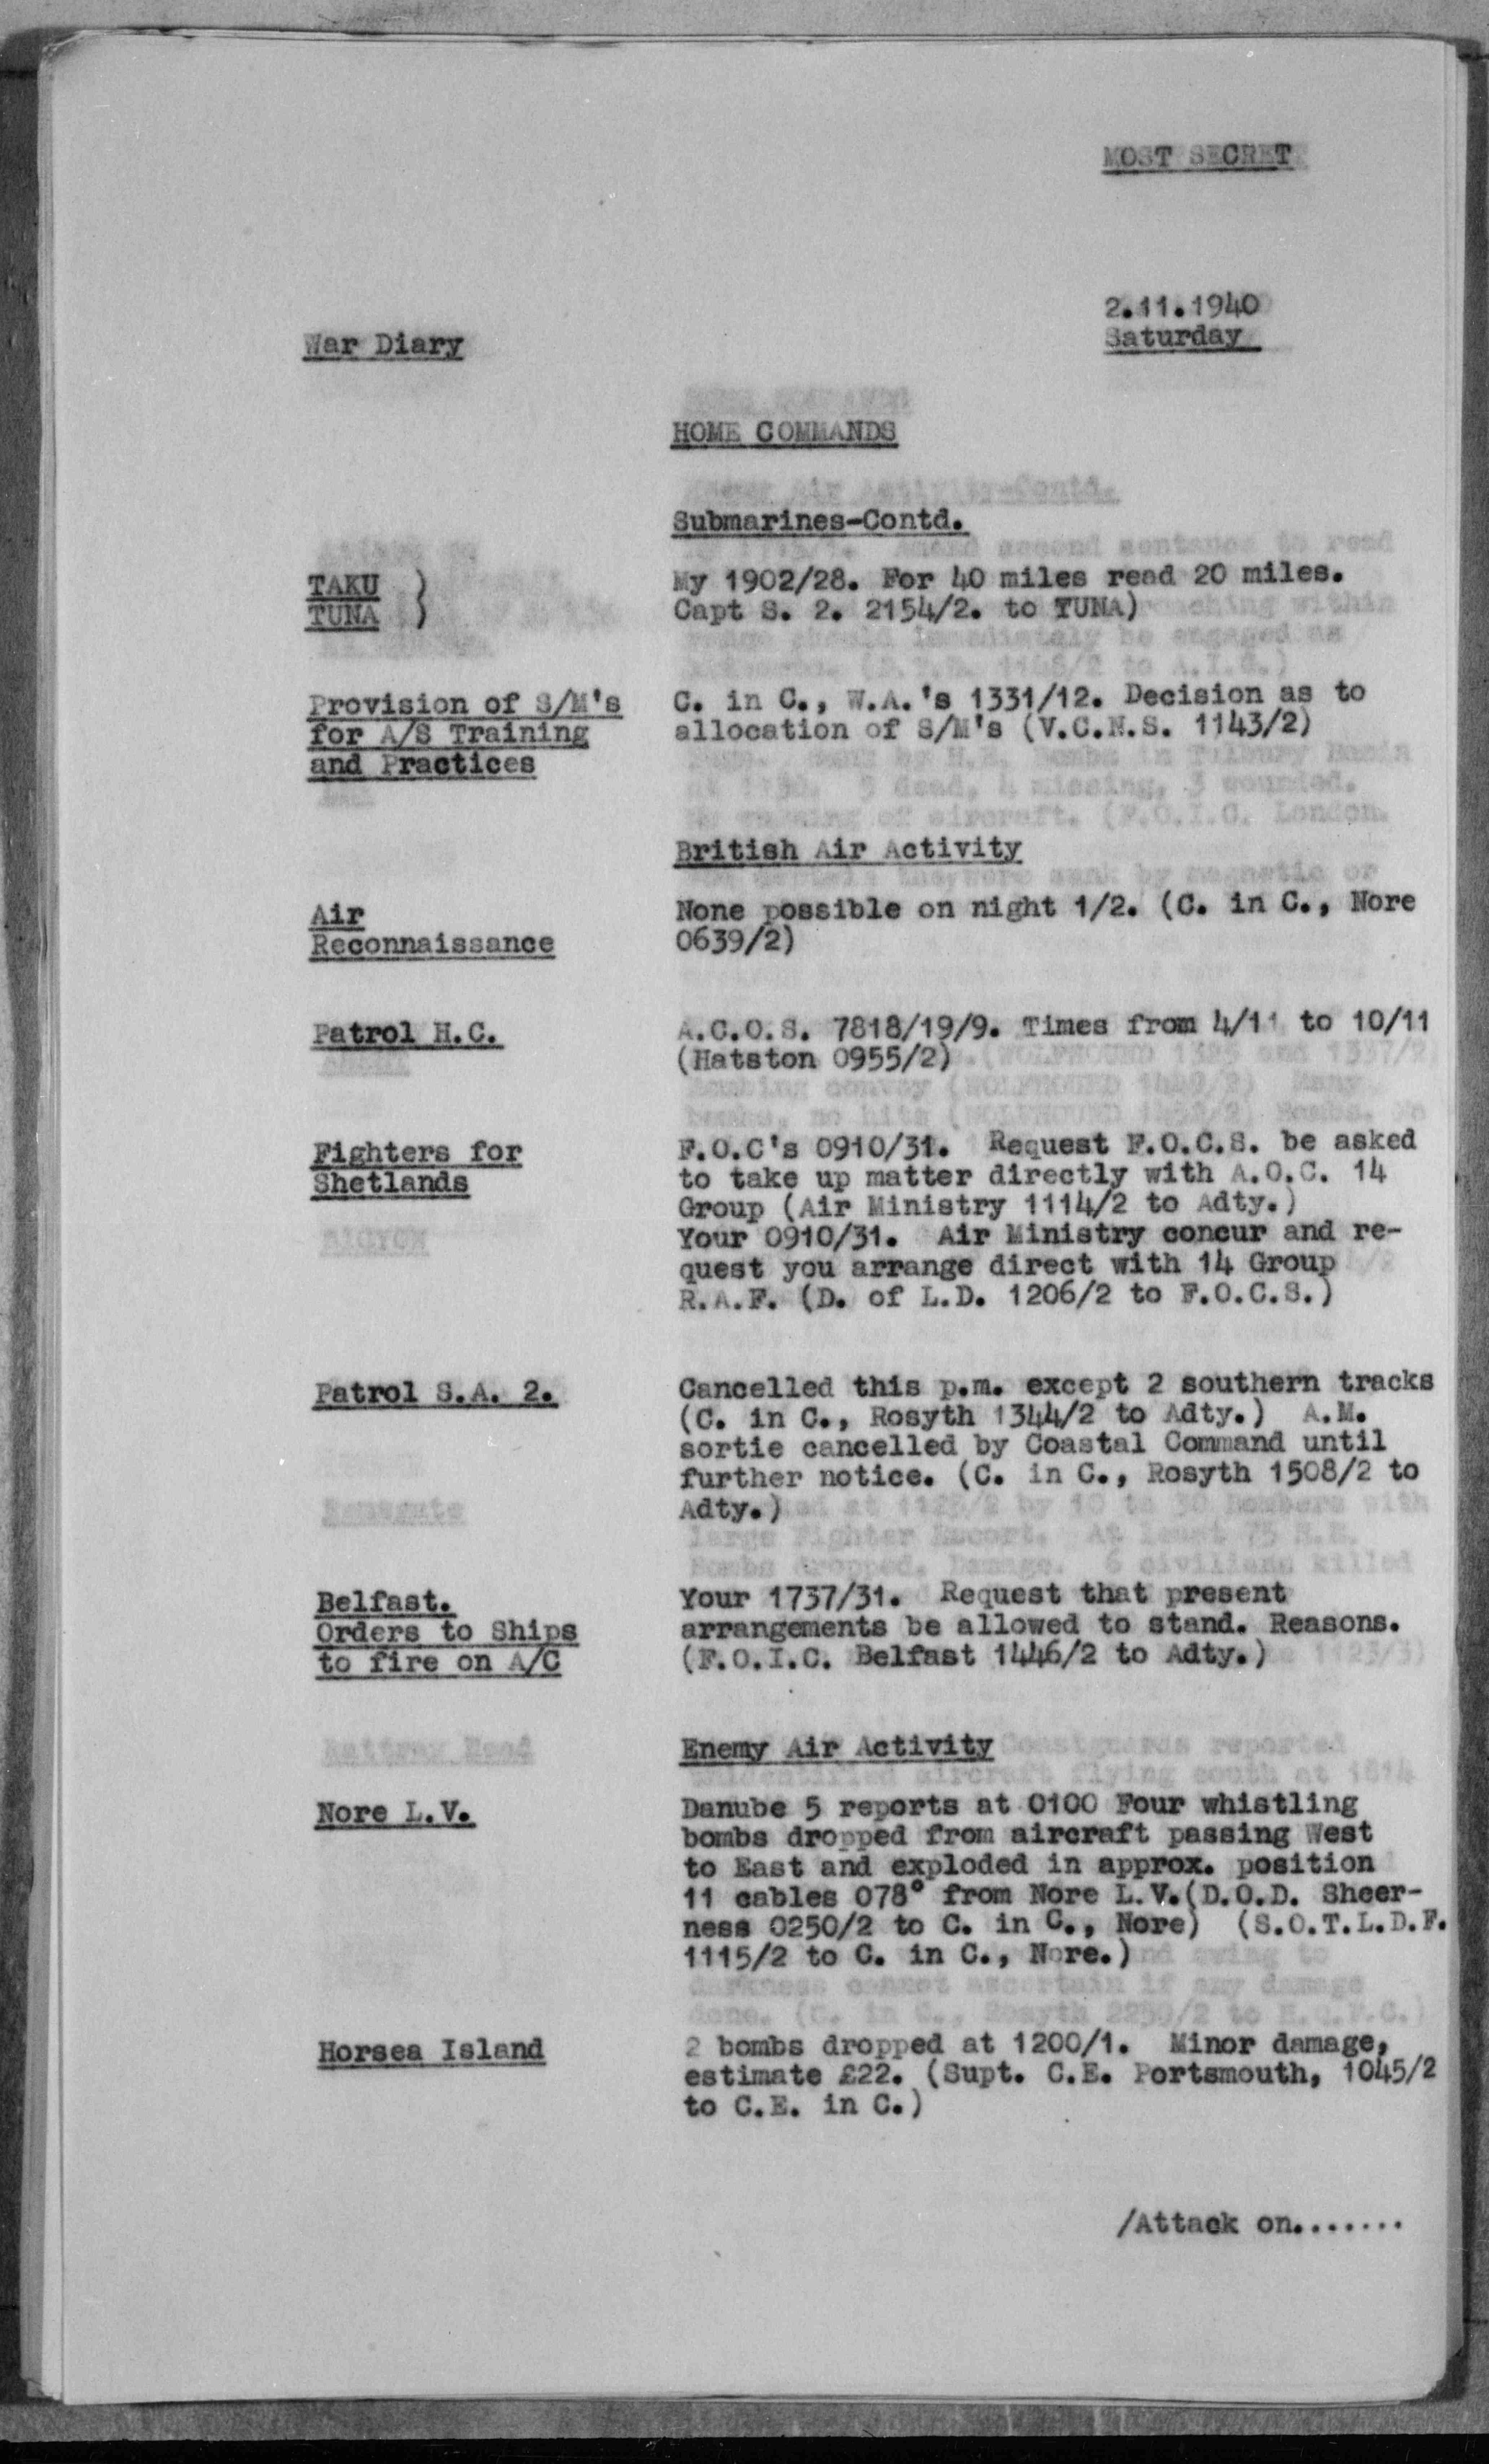 MOST SECRET
2.11.1940
Saturday
War Diary
HOME COMMANDS
Submarines-Contd.
TAKU )
TUNA )
My 1902/28. For 40 miles read 20 miles.
Capt S. 2. 2154/2. to TUNA)
Provision of S/M's
for A/S Training
and Practices
C. in C., W.A.'s 1331/12. Decision as to
allocation of S/M's (V.C.N.S. 1143/2)
British Air Activity
Air
Reconnaissance
None possible on night 1/2. (C. in C., Nore
0639/2)
Patrol H.C.
A.C.O.S. 7818/19/9. Times from 4/11 to 10/11
(Hatston 0955/2)
Fighters for
Shetlands
F.O.C's 0910/31. Request F.O.C.S. be asked
to take up matter directly with A.O.C. 14
Group (Air Ministry 1114/2 to Adty.)
Your 0910/31. Air Ministry concur and re-
quest you arrange direct with 14 Group
R.A.F. (D. of L.D. 1206/2 to F.O.C.S.)
Patrol S.A. 2.
Cancelled this p.m. except 2 southern tracks
(C. in C., Rosyth 1344/2 to Adty.) A.M.
sortie cancelled by Coastal Command until
further notice. (C. in C., Rosyth 1508/2 to
Adty.)
Belfast.
Orders to Ships
to fire on A/C
Your 1737/31. Request that present
arrangements be allowed to stand. Reasons.
(F.O.I.C. Belfast 1446/2 to Adty.)
Enemy Air Activity
Nore L.V.
Danube 5 reports at 0100 Four whistling
bombs dropped from aircraft passing West
to East and exploded in approx. position
11 cables 078° from Nore L.V.(D.O.D. Sheer-
ness 0250/2 to C. in C., Nore) (S.O.T.L.D.F.
1115/2 to C. in C., Nore.)
Horsea Island
2 bombs dropped at 1200/1. Minor damage,
estimate £22. (Supt. C.E. Portsmouth, 1045/2
to C.E. in C.)
/Attack on.......